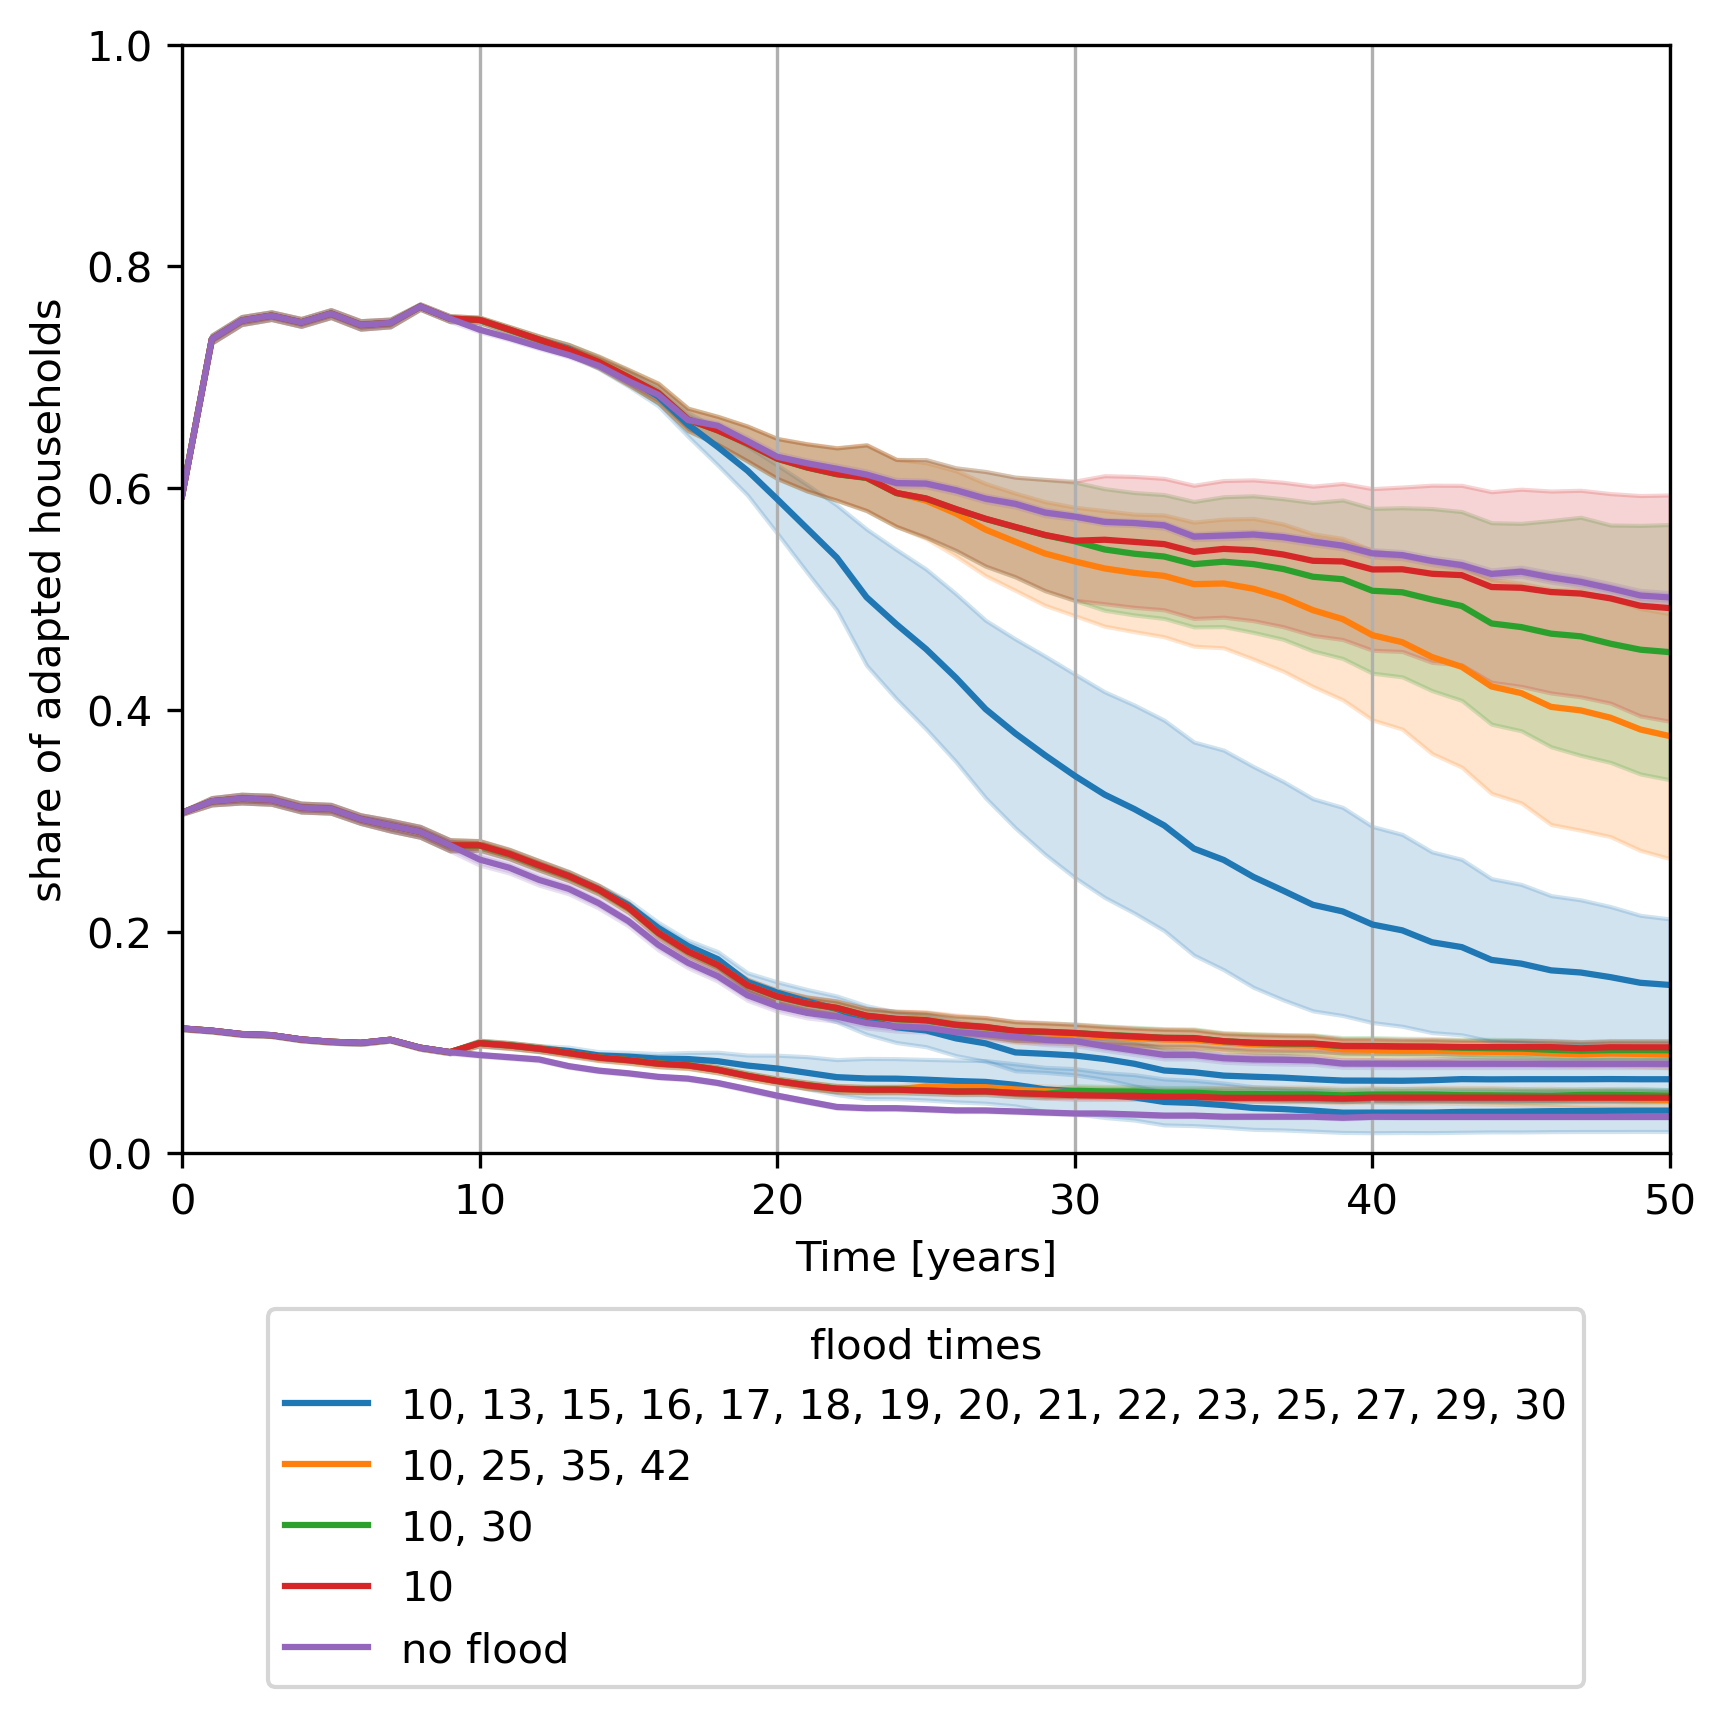 1.0
0.8
0.6
0.4
0.2
0.0
share of adapted households
0 10 20 30 40 50
Time [years]
flood times
10, 13, 15, 16, 17, 18, 19, 20, 21, 22, 23, 25, 27, 29, 30
10, 25, 35, 42
10, 30
10
no flood